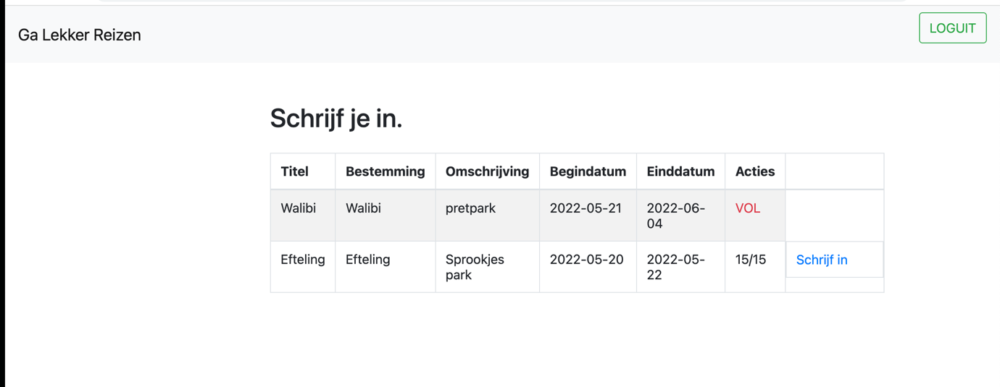 Ga Lekker Reizen
LOGUIT
Schrijf je in.
Titel Bestemming Omschrijving Begindatum Einddatum Acties
Walibi Walibi pretpark 2022-05-21 2022-06-04 VOL
Efteling Efteling Sprookjes park 2022-05-20 2022-05-22 15/15 Schrijf in